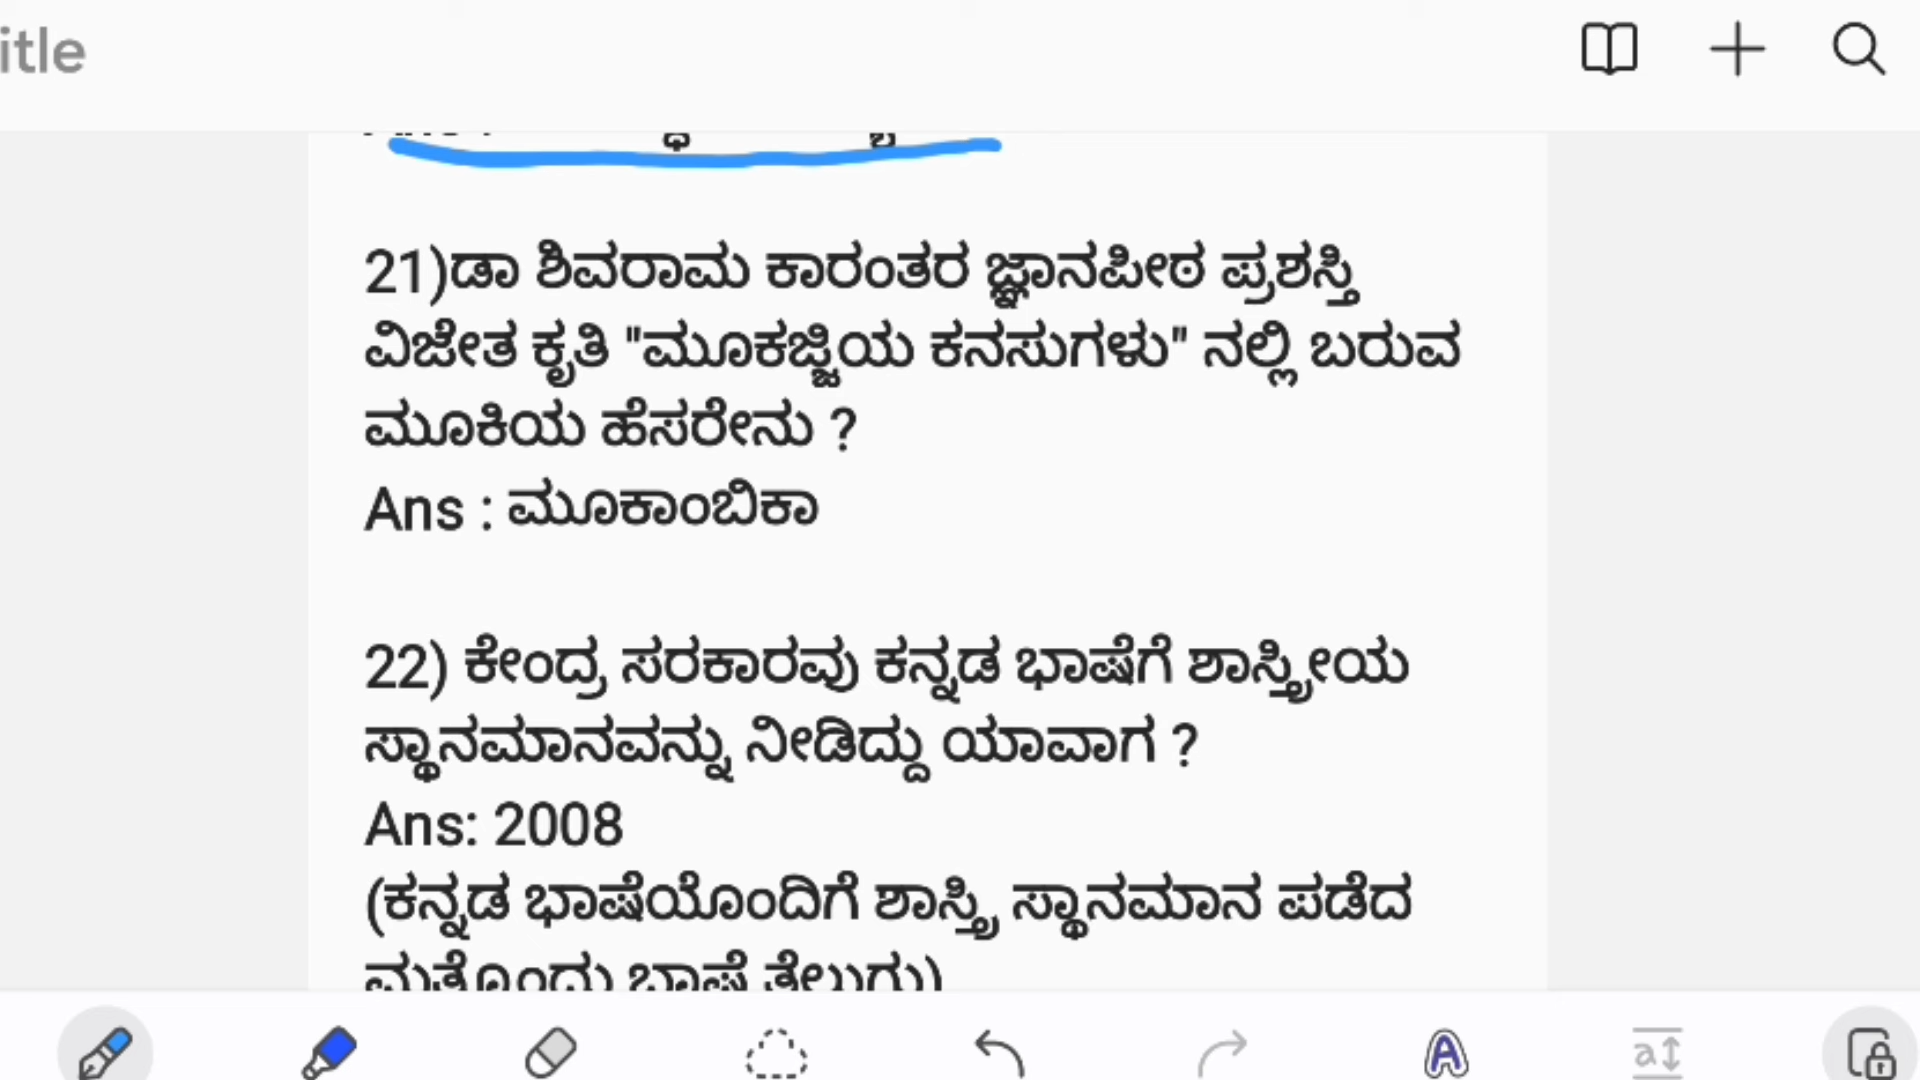 itle
21)ಡಾ ಶಿವರಾಮ ಕಾರಂತರ ಜ್ಞಾನಪೀಠ ಪ್ರಶಸ್ತಿ
ವಿಜೇತ ಕೃತಿ "ಮೂಕಜ್ಜಿಯ ಕನಸುಗಳು" ನಲ್ಲಿ ಬರುವ
ಮೂಕಿಯ ಹೆಸರೇನು ?
Ans : ಮೂಕಾಂಬಿಕಾ
22) ಕೇಂದ್ರ ಸರಕಾರವು ಕನ್ನಡ ಭಾಷೆಗೆ ಶಾಸ್ತ್ರೀಯ
ಸ್ಥಾನಮಾನವನ್ನು ನೀಡಿದ್ದು ಯಾವಾಗ ?
Ans: 2008
(ಕನ್ನಡ ಭಾಷೆಯೊಂದಿಗೆ ಶಾಸ್ತ್ರಿ ಸ್ಥಾನಮಾನ ಪಡೆದ
ಮತ್ತೊಂದು ಭಾಷೆ ತೆಲುಗು)